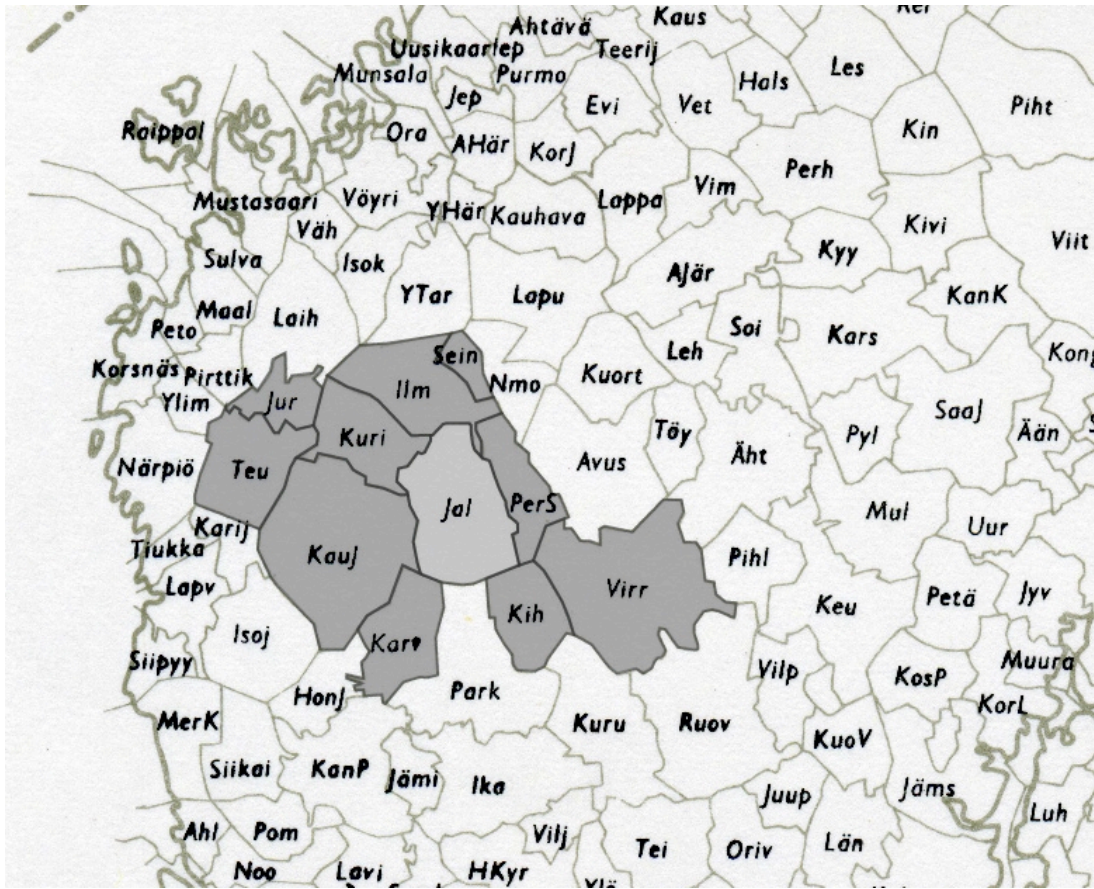 Kaus
Ahtävä
Uusikaarlep
Teerij
Munsala
Purmo
Les
Hals
Jep
Evi
Vet
Piht
Raippal
Ora
AHär
KorJ
Kin
Perh
Mustasaari
Vöyri
YHär
Kauhava
Lappa
Vim
Väh
Kivi
Viit
Sulva
Isok
Kyy
AJär
YTar
Lapu
KanK
Maal
Laih
Peto
Soi
Kars
Leh
Korsnäs
Pirttik
Sein
Kuort
Kong
Ylim
Jur
Ilm
Nmo
SaaJ
Kuri
Töy
Pyl
Ään
Närpiö
Teu
Avus
Äht
Jal
PerS
Mul
Uur
Karij
Tiukka
KauJ
Pihl
Lapv
Virr
Keu
Petä
Jyv
Isoj
Kih
Karv
Siipyy
Muura
HonJ
Park
Vilp
KosP
MerK
KorL
Kuru
Ruov
KuoV
Siikai
KanP
Jämi
Ika
Juup
Jäms
Luh
Ahl
Pom
Vilj
Tei
Oriv
Län
Noo
Lavi
HKyr